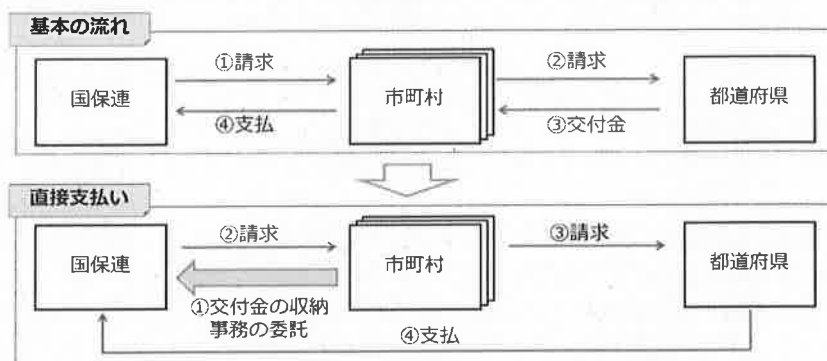 基本の流れ
①請求
②請求
国保連
市町村
都道府県
④支払
③交付金
直接支払い
②請求
③請求
国保連
市町村
都道府県
①交付金の収納
事務の委託
④支払